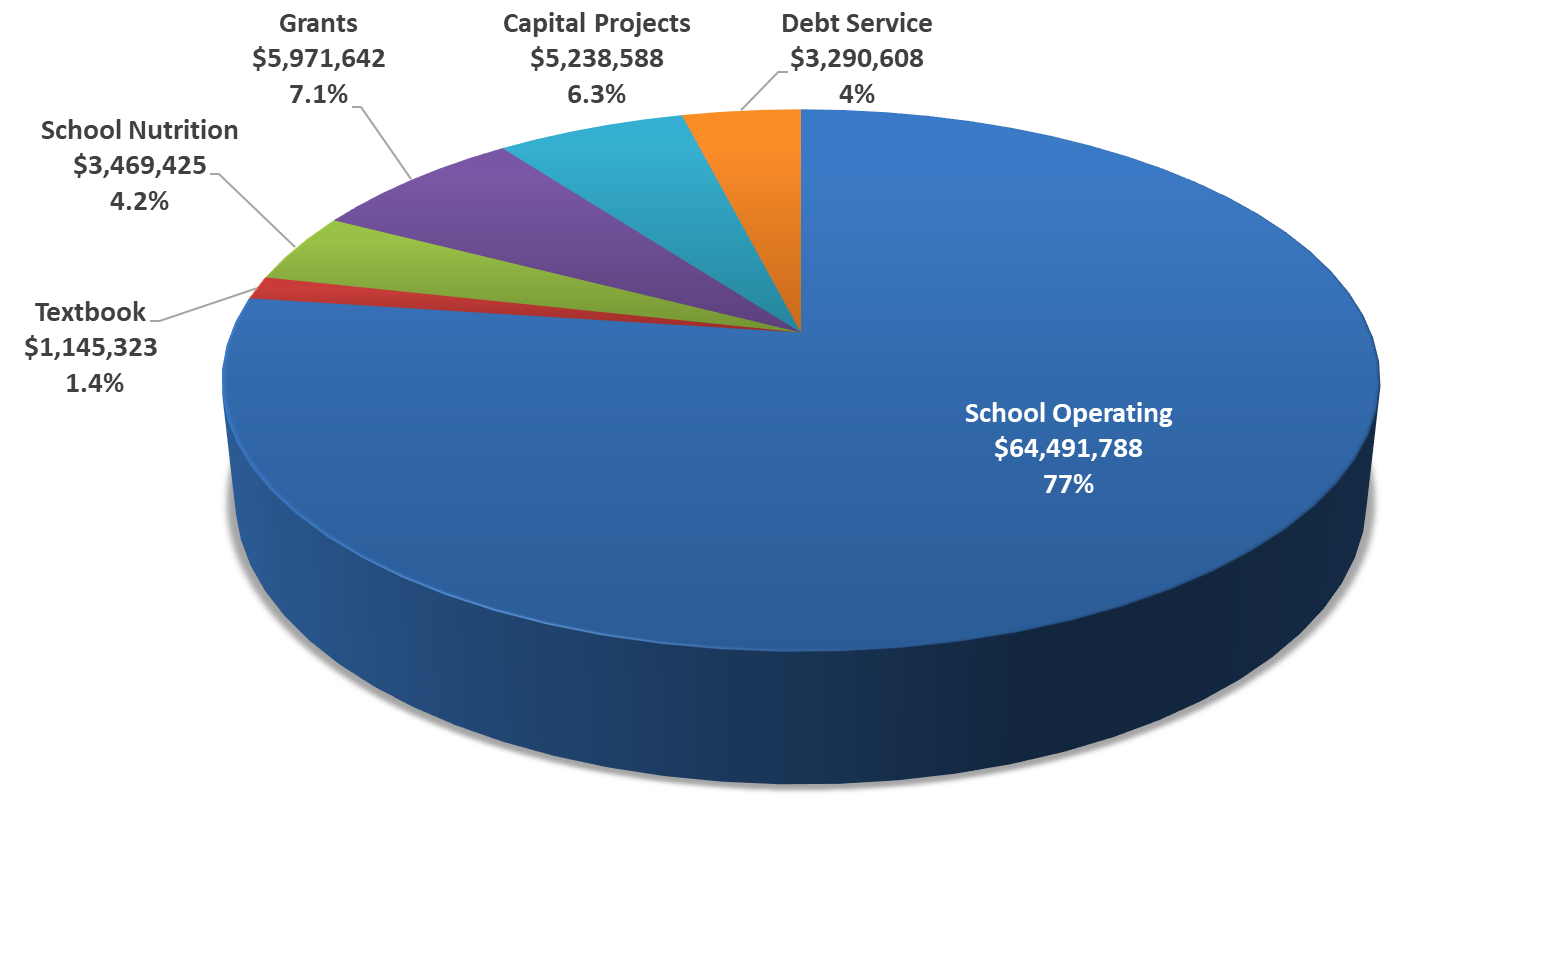 Grants
$5,971,642
7.1%
Capital Projects
$5,238,588
6.3%
Debt Service
$3,290,608
4%
School Nutrition
$3,469,425
4.2%
Textbook
$1,145,323
1.4%
School Operating
$64,491,788
77%